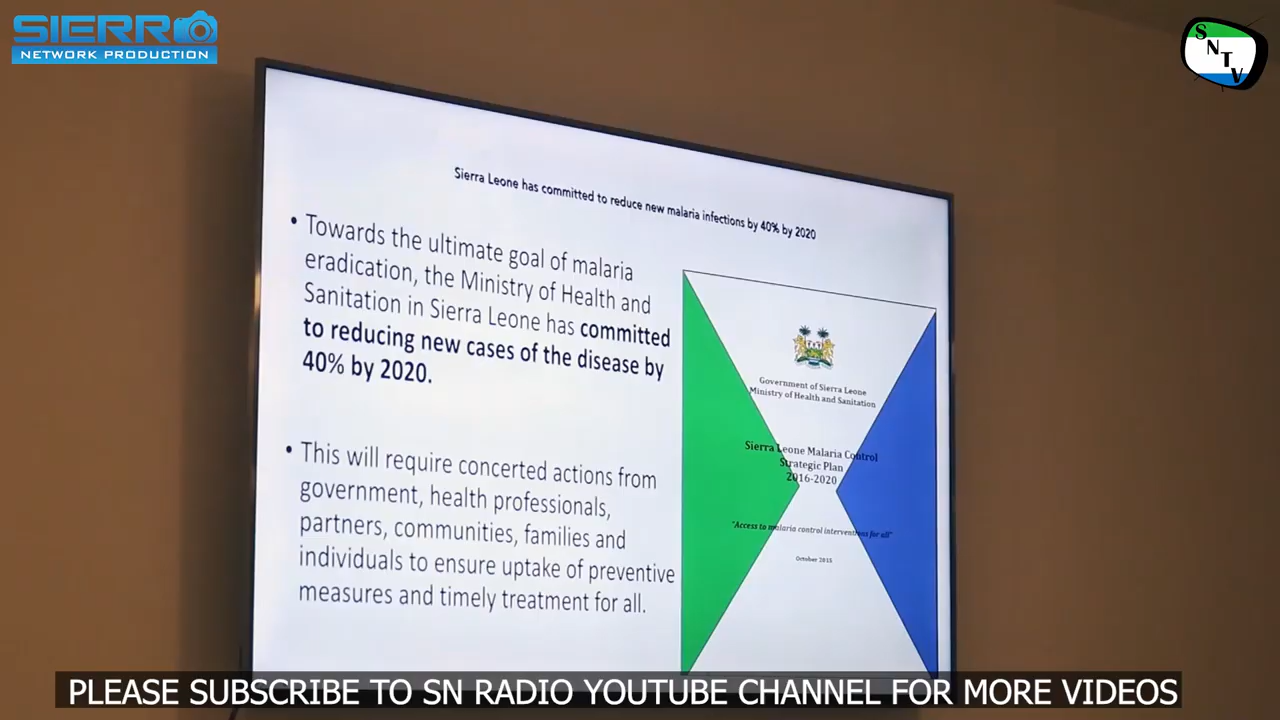 SIERRO
NETWORK PRODUCTION
SNTV
Sierra Leone has committed to reduce new malaria infections by 40% by 2020
• Towards the ultimate goal of malaria
eradication, the Ministry of Health and
Sanitation in Sierra Leone has committed
to reducing new cases of the disease by
40% by 2020.
• This will require concerted actions from
government, health professionals,
partners, communities, families and
individuals to ensure uptake of preventive
measures and timely treatment for all.
Government of Sierra Leone
Ministry of Health and Sanitation
Sierra Leone Malaria Control
Strategic Plan
2016-2020
"Access to malaria control interventions for all"
October 2015
PLEASE SUBSCRIBE TO SN RADIO YOUTUBE CHANNEL FOR MORE VIDEOS